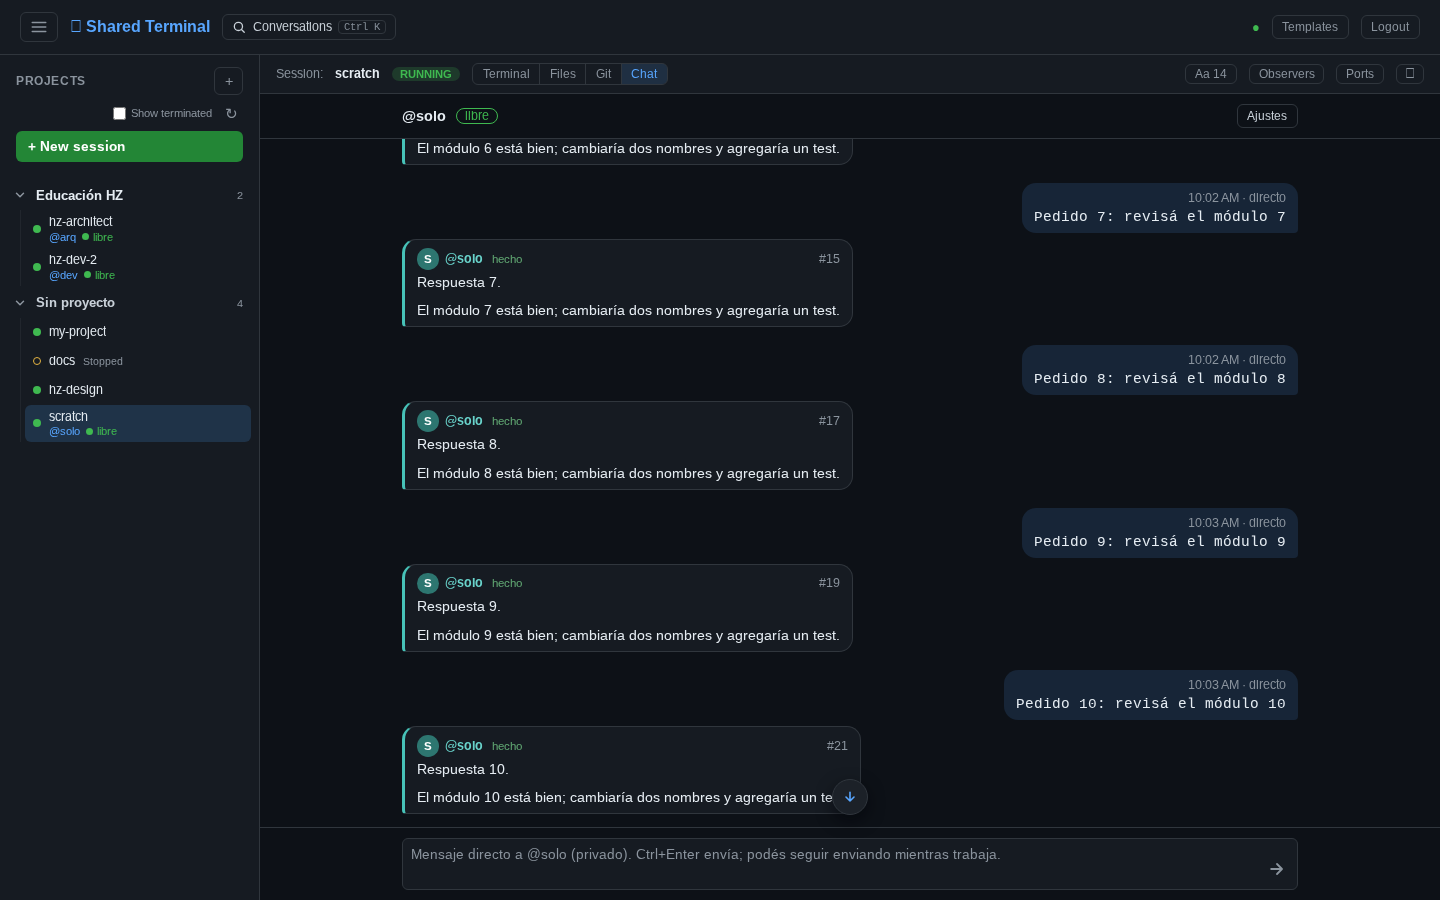 Shared Terminal
Conversations Ctrl K
Templates
Logout
PROJECTS
+
Show terminated
+ New session
Educación HZ 2
hz-architect
@arq libre
hz-dev-2
@dev libre
Sin proyecto 4
my-project
docs Stopped
hz-design
scratch
@solo libre
Session: scratch RUNNING Terminal Files Git Chat
Aa 14 Observers Ports
@solo libre
Ajustes
El módulo 6 está bien; cambiaría dos nombres y agregaría un test.
10:02 AM · directo
Pedido 7: revisá el módulo 7
S @solo hecho #15
Respuesta 7.
El módulo 7 está bien; cambiaría dos nombres y agregaría un test.
10:02 AM · directo
Pedido 8: revisá el módulo 8
S @solo hecho #17
Respuesta 8.
El módulo 8 está bien; cambiaría dos nombres y agregaría un test.
10:03 AM · directo
Pedido 9: revisá el módulo 9
S @solo hecho #19
Respuesta 9.
El módulo 9 está bien; cambiaría dos nombres y agregaría un test.
10:03 AM · directo
Pedido 10: revisá el módulo 10
S @solo hecho #21
Respuesta 10.
El módulo 10 está bien; cambiaría dos nombres y agregaría un
Mensaje directo a @solo (privado). Ctrl+Enter envía; podés seguir enviando mientras trabaja.